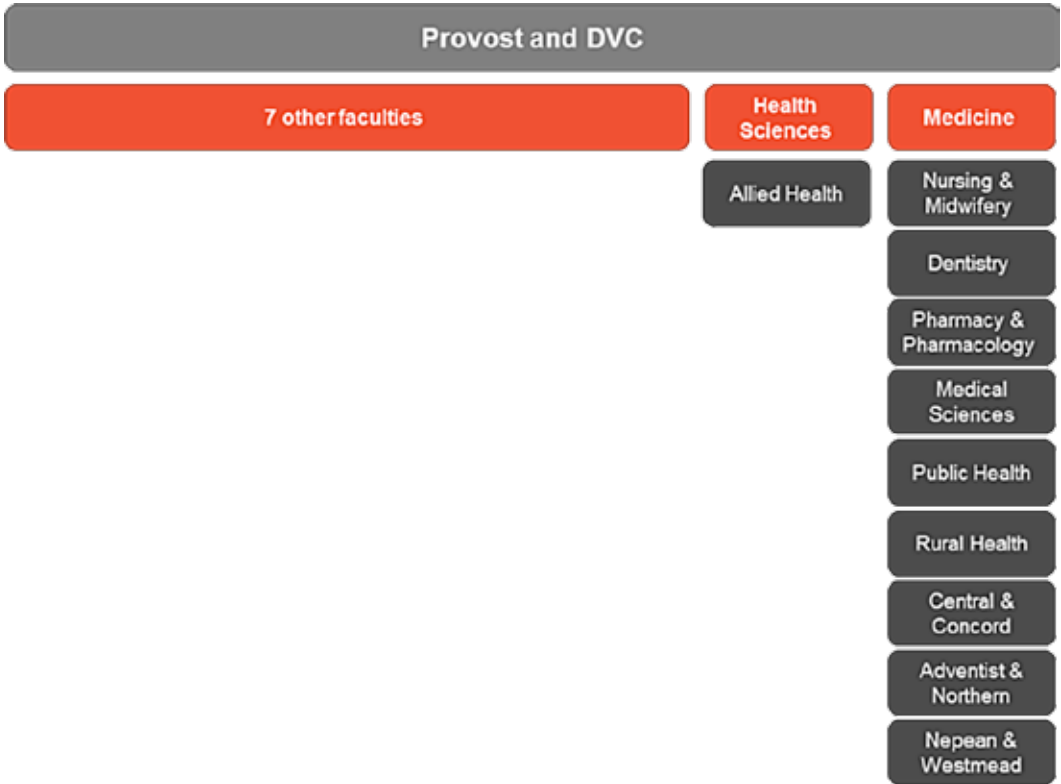 Provost and DVC
7 other faculties
Health
Sciences
Medicine
Allied Health
Nursing &
Midwifery
Dentistry
Pharmacy &
Pharmacology
Medical
Sciences
Public Health
Rural Health
Central &
Concord
Adventist &
Northern
Nepean &
Westmead